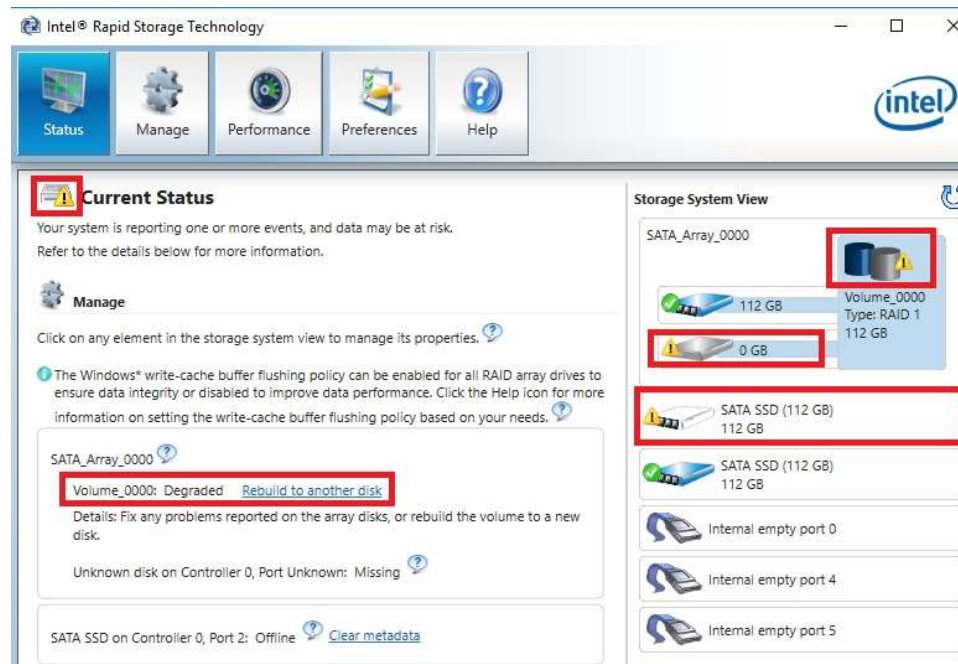 Intel® Rapid Storage Technology
Status
Manage
Performance
Preferences
Help
intel
Current Status
Your system is reporting one or more events, and data may be at risk.
Refer to the details below for more information.
Manage
Click on any element in the storage system view to manage its properties.
The Windows* write-cache buffer flushing policy can be enabled for all RAID array drives to
ensure data integrity or disabled to improve data performance. Click the Help icon for more
information on setting the write-cache buffer flushing policy based on your needs.
SATA_Array_0000
Volume_0000: Degraded Rebuild to another disk
Details: Fix any problems reported on the array disks, or rebuild the volume to a new
disk.
Unknown disk on Controller 0, Port Unknown: Missing
SATA SSD on Controller 0, Port 2: Offline Clear metadata
Storage System View
SATA_Array_0000
112 GB
0 GB
Volume_0000
Type: RAID 1
112 GB
SATA SSD (112 GB)
112 GB
SATA SSD (112 GB)
112 GB
Internal empty port 0
Internal empty port 4
Internal empty port 5